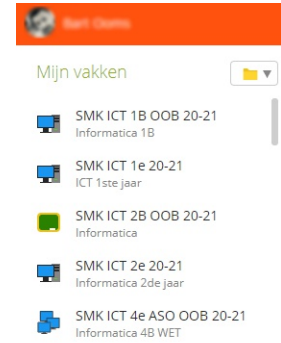 Mijn vakken
SMK ICT 1B OOB 20-21
Informatica 1B
SMK ICT 1e 20-21
ICT 1ste jaar
SMK ICT 2B OOB 20-21
Informatica
SMK ICT 2e 20-21
Informatica 2de jaar
SMK ICT 4e ASO OOB 20-21
Informatica 4B WET